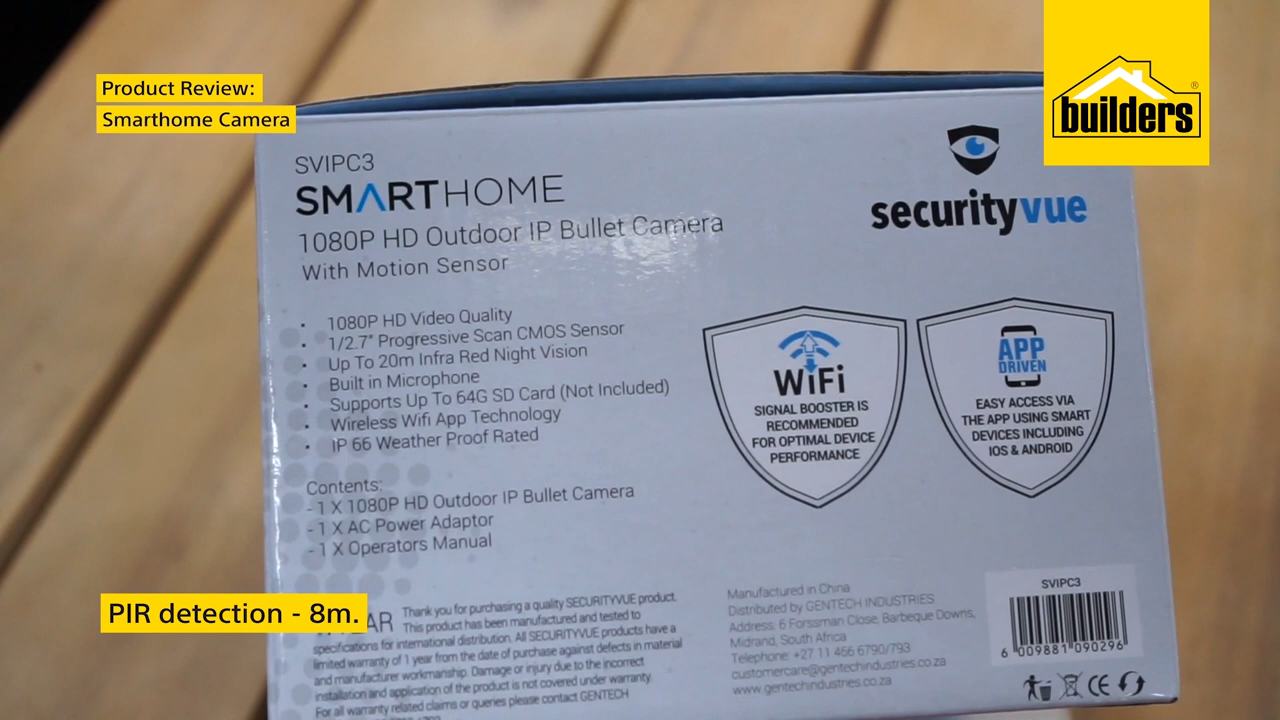 Product Review:
Smarthome Camera
builders®
SVIPC3
SMARTHOME
1080P HD Outdoor IP Bullet Camera
With Motion Sensor
securityvue
• 1080P HD Video Quality
• 1/2.7" Progressive Scan CMOS Sensor
• Up To 20m Infra Red Night Vision
• Built in Microphone
• Supports Up To 64G SD Card (Not Included)
• Wireless Wifi App Technology
• IP 66 Weather Proof Rated
WiFi
SIGNAL BOOSTER IS
RECOMMENDED
FOR OPTIMAL DEVICE
PERFORMANCE
APP
DRIVEN
EASY ACCESS VIA
THE APP USING SMART
DEVICES INCLUDING
IOS & ANDROID
Contents:
- 1 X 1080P HD Outdoor IP Bullet Camera
- 1 X AC Power Adaptor
- 1 X Operators Manual
PIR detection - 8m.
Thank you for purchasing a quality SECURITYVUE product.
This product has been manufactured and tested to
specifications for international distribution. All SECURITYVUE products have a
limited warranty of 1 year from the date of purchase against defects in material
and manufacturer workmanship. Damage or injury due to the incorrect
installation and application of the product is not covered under warranty.
For all warranty related claims or queries please contact GENTECH
Manufactured in China
Distributed by GENTECH INDUSTRIES
Address: 6 Forssman Close, Barbeque Downs,
Midrand, South Africa
Telephone: +27 11 466 6790/793
customercare@gentechindustries.co.za
www.gentechindustries.co.za
SVIPC3
6 009881 090296
CE